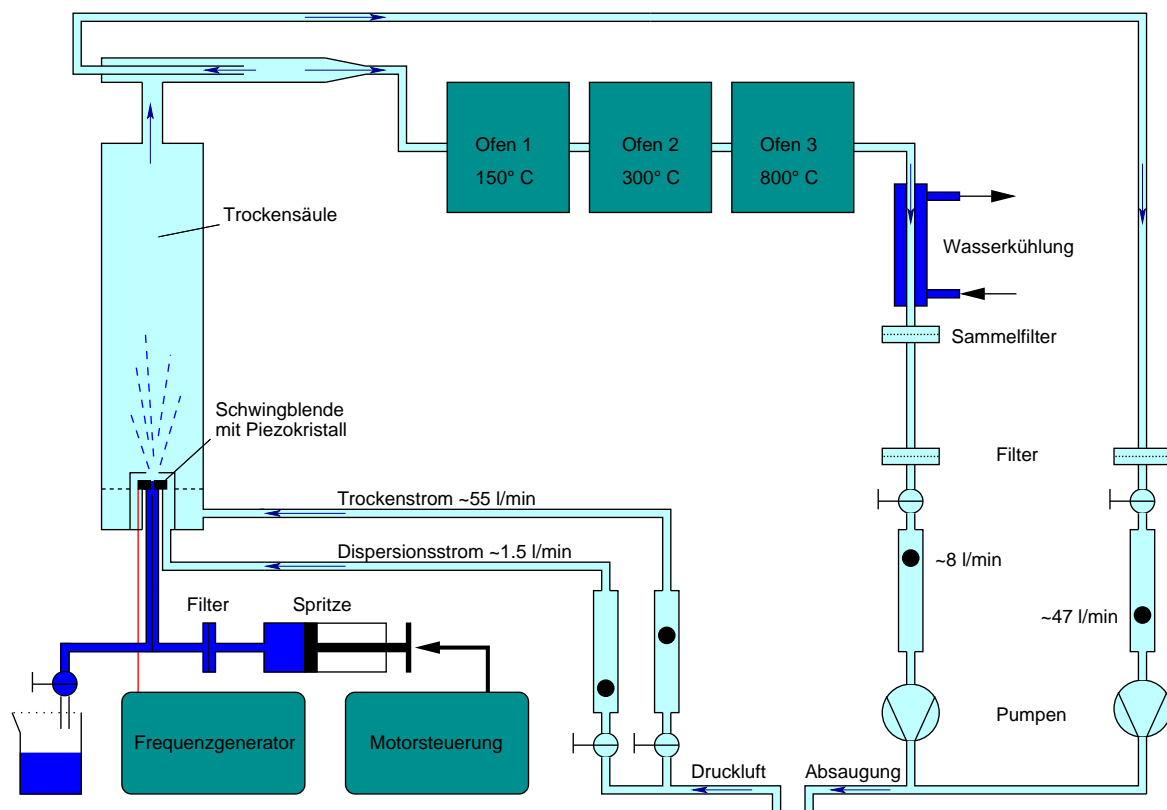 Ofen 1
150° C
Ofen 2
300° C
Ofen 3
800° C
Trockensäule
Wasserkühlung
Sammelfilter
Schwingblende
mit Piezokristall
Filter
Trockenstrom ~55 l/min
Dispersionsstrom ~1.5 l/min
~8 l/min
~47 l/min
Filter
Spritze
Pumpen
Frequenzgenerator
Motorsteuerung
Druckluft
Absaugung